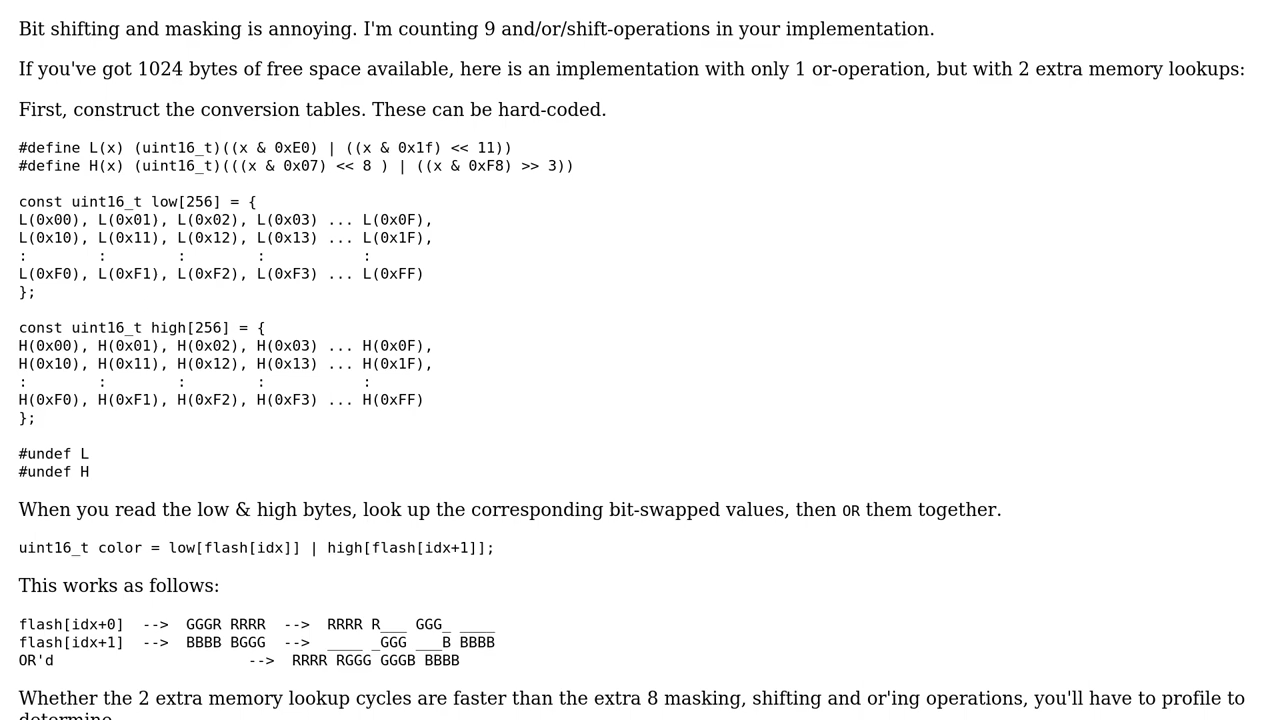 Bit shifting and masking is annoying. I'm counting 9 and/or/shift-operations in your implementation.
If you've got 1024 bytes of free space available, here is an implementation with only 1 or-operation, but with 2 extra memory lookups:
First, construct the conversion tables. These can be hard-coded.
#define L(x) (uint16_t)((x & 0xE0) | ((x & 0x1f) << 11))
#define H(x) (uint16_t)(((x & 0x07) << 8 ) | ((x & 0xF8) >> 3))
const uint16_t low[256] = {
L(0x00), L(0x01), L(0x02), L(0x03) ... L(0x0F),
L(0x10), L(0x11), L(0x12), L(0x13) ... L(0x1F),
:        :        :        :           :
L(0xF0), L(0xF1), L(0xF2), L(0xF3) ... L(0xFF)
};
const uint16_t high[256] = {
H(0x00), H(0x01), H(0x02), H(0x03) ... H(0x0F),
H(0x10), H(0x11), H(0x12), H(0x13) ... H(0x1F),
:        :        :        :           :
H(0xF0), H(0xF1), H(0xF2), H(0xF3) ... H(0xFF)
};
#undef L
#undef H
When you read the low & high bytes, look up the corresponding bit-swapped values, then OR them together.
uint16_t color = low[flash[idx]] | high[flash[idx+1]];
This works as follows:
flash[idx+0]  -->  GGGR RRRR  -->  RRRR R___ GGG_ ____
flash[idx+1]  -->  BBBB BGGG  -->  ____ _GGG ___B BBBB
OR'd                      -->  RRRR RGGG GGGB BBBB
Whether the 2 extra memory lookup cycles are faster than the extra 8 masking, shifting and or'ing operations, you'll have to profile to
determine.